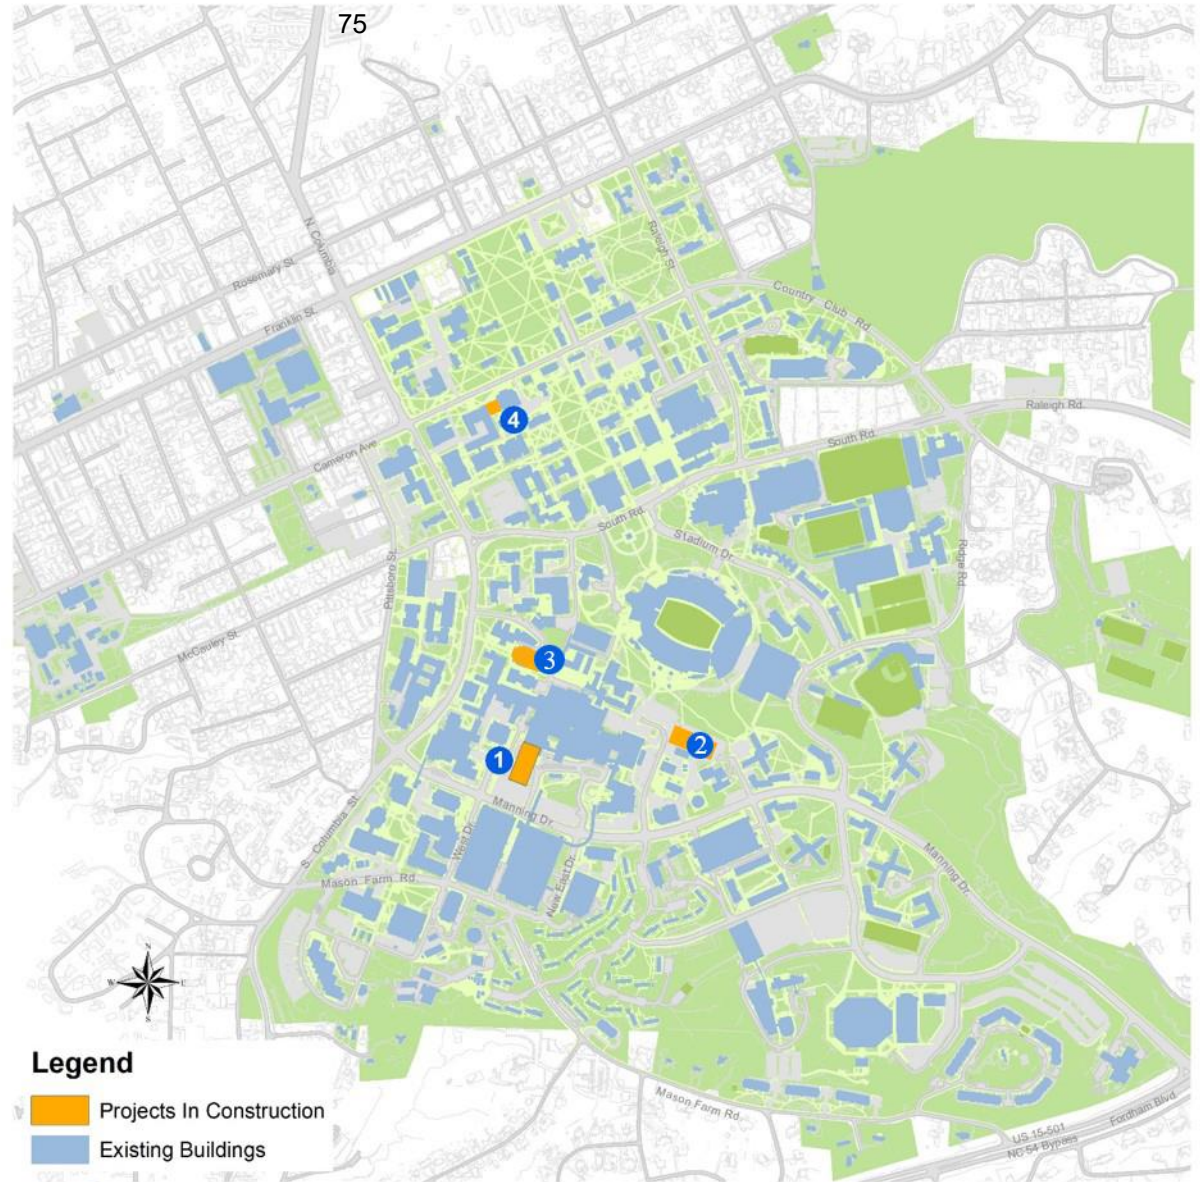 75
N. Columbia
Rosemary St.
Franklin St.
Raleigh St.
Country Club Rd
Raleigh Rd.
South Rd.
4
Cameron Ave
South Rd.
Stadium Dr.
Ridge Rd.
Pittsboro St.
McCauley St.
3
2
1
Manning Dr.
S. Columbia St
West Dr.
New East Dr.
Manning Dr.
Mason Farm Rd.
N
W
E
S
Legend
Projects In Construction
Existing Buildings
Mason Farm Rd.
US 15-501
NC 54 Bypass
Fordham Blvd.